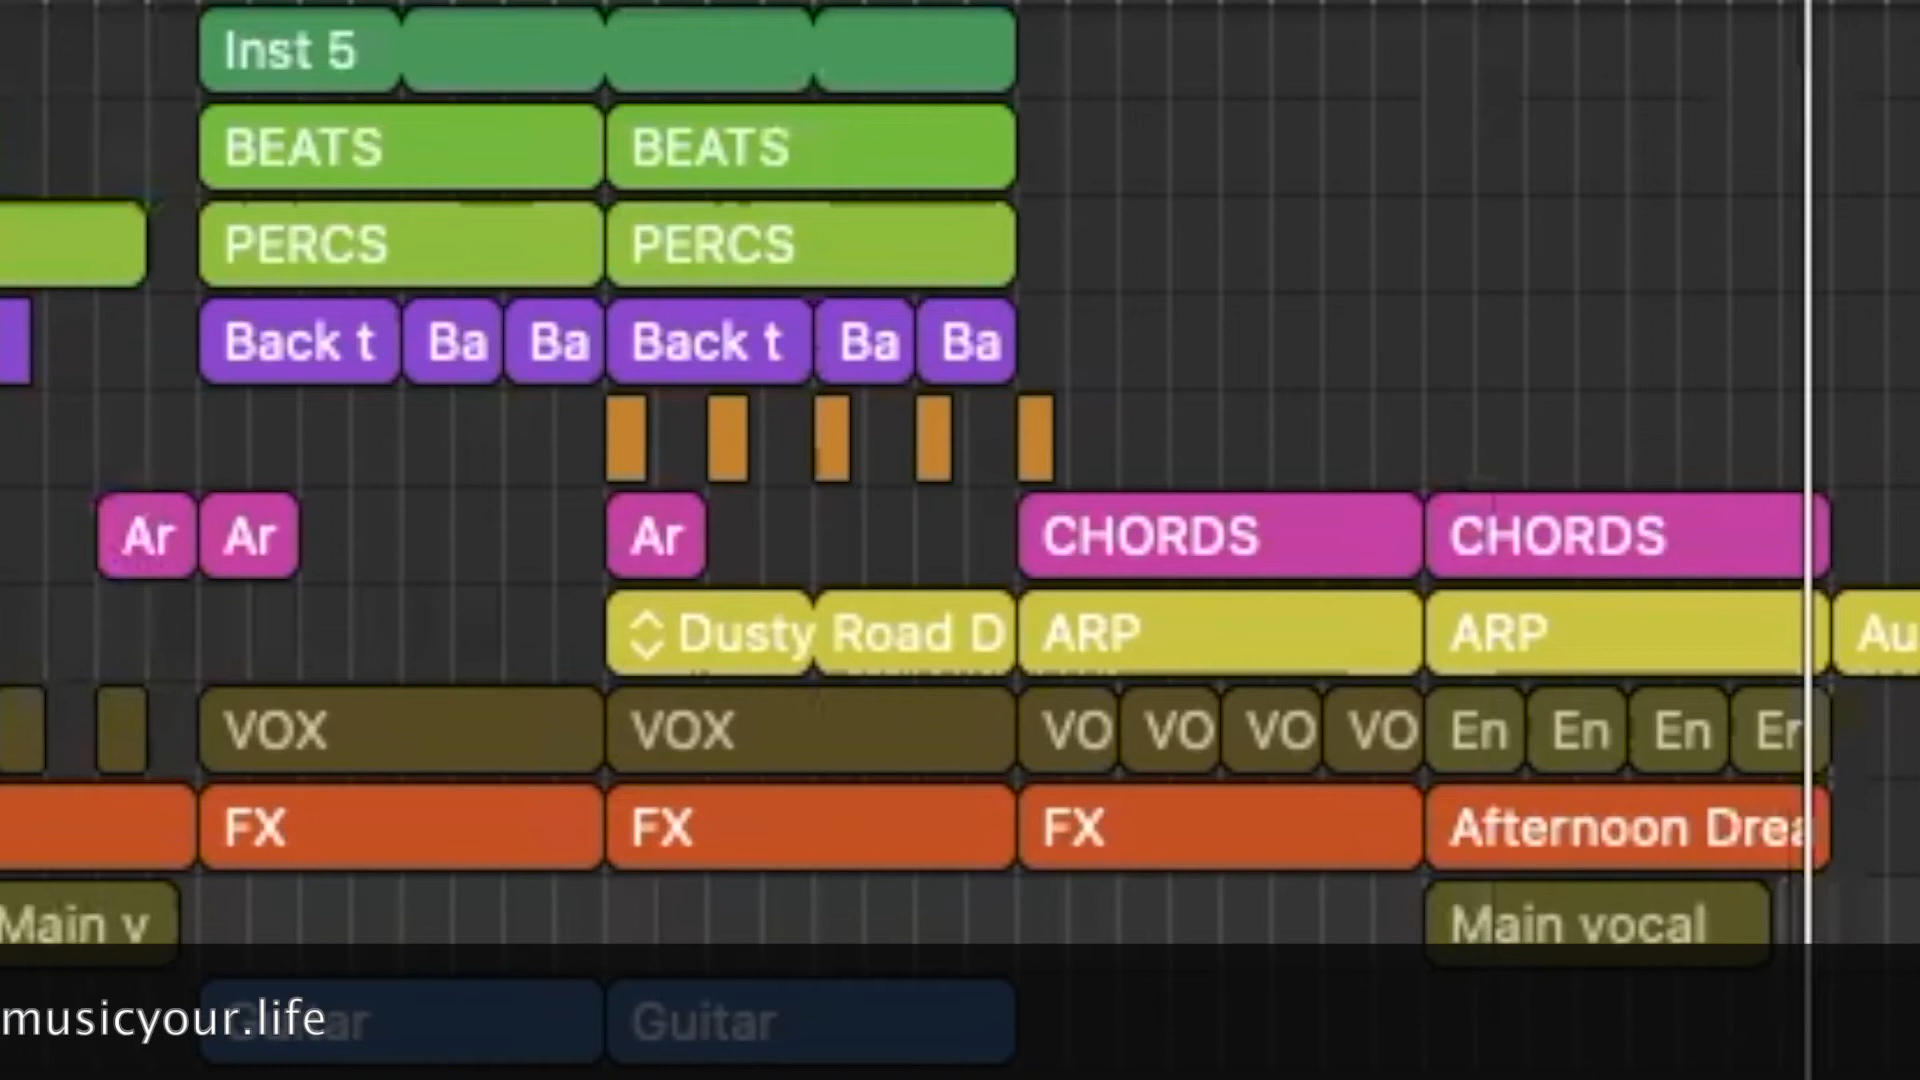 Inst 5
BEATS BEATS
PERCS PERCS
Back t Ba Ba Back t Ba Ba
Ar Ar Ar CHORDS CHORDS
Dusty Road D ARP ARP Au
VOX VOX VO VO VO VO En En En En
FX FX FX Afternoon Drea
Main v Main vocal
musicyour.life
Guitar Guitar